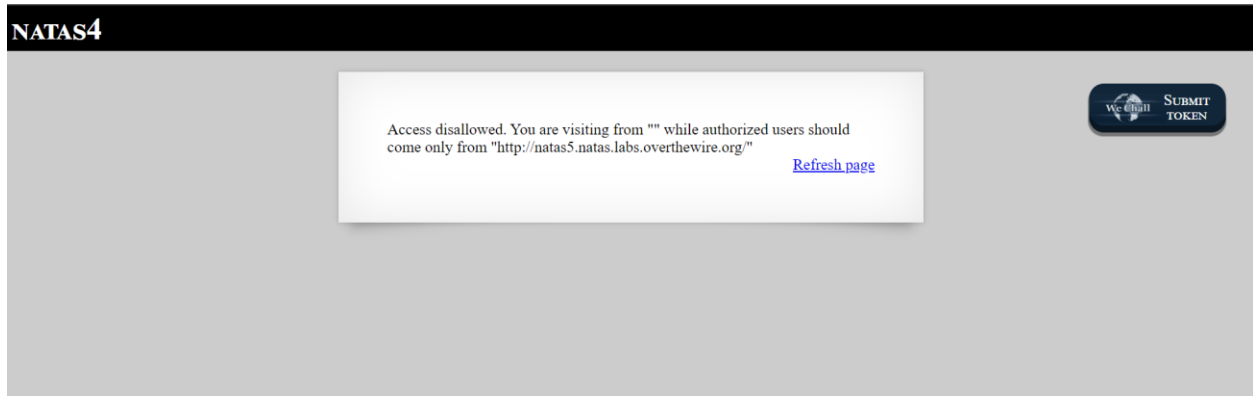 NATAS4
Access disallowed. You are visiting from "" while authorized users should
come only from "http://natas5.natas.labs.overthewire.org/"
Refresh page
We Chall
SUBMIT
TOKEN